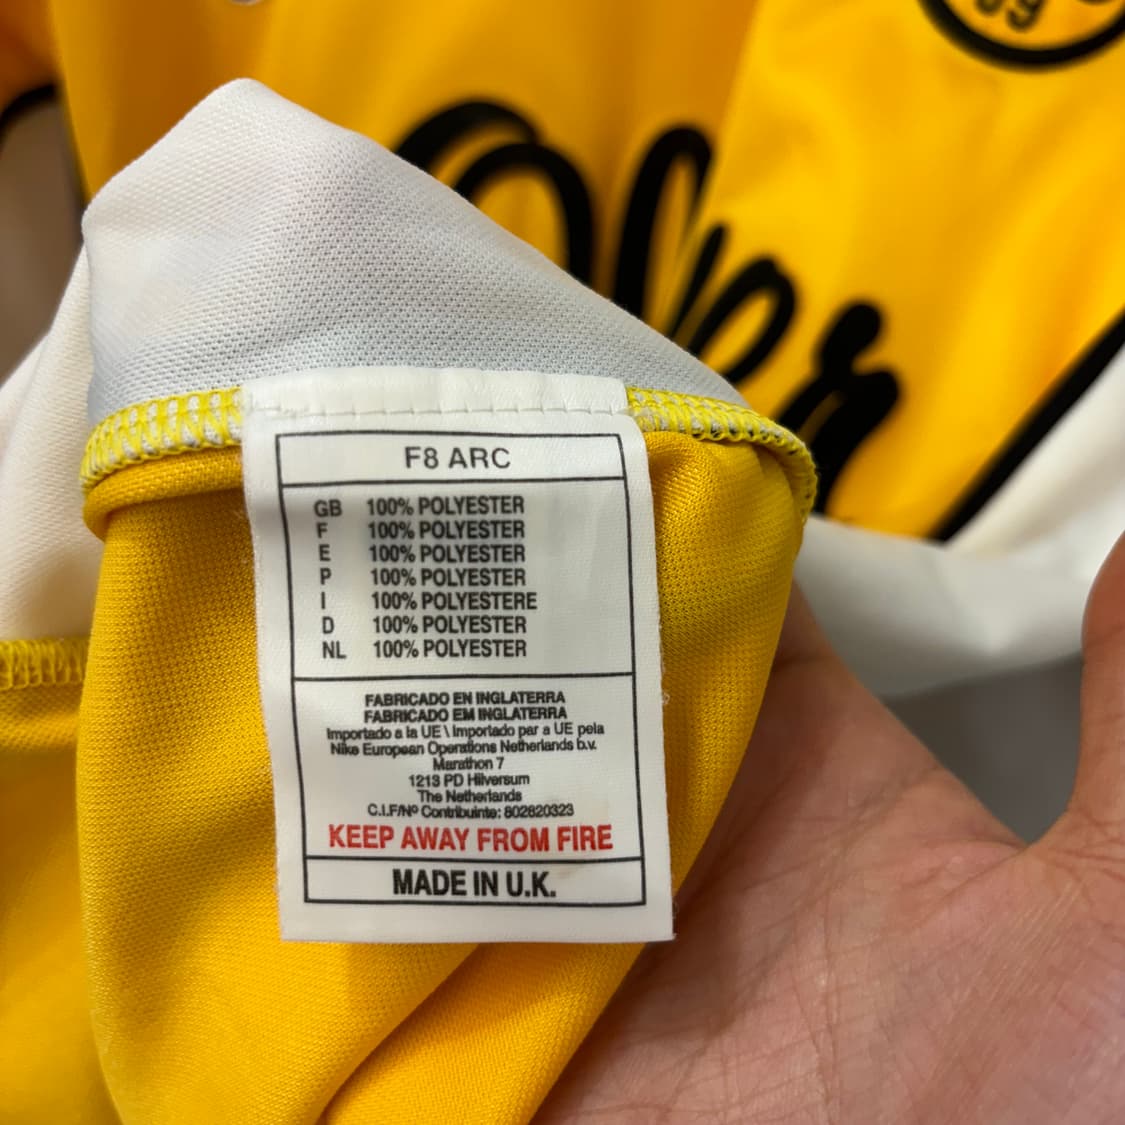 09
F8 ARC
GB 100% POLYESTER
F 100% POLYESTER
E 100% POLYESTER
P 100% POLYESTER
I 100% POLYESTERE
D 100% POLYESTER
NL 100% POLYESTER
FABRICADO EN INGLATERRA
FABRICADO EM INGLATERRA
Importado a la UE \ Importado par a UE pela
Nike European Operations Netherlands b.v.
Marathon 7
1213 PD Hilversum
The Netherlands
C.I.F/Nº Contribuinte: 802820323
KEEP AWAY FROM FIRE
MADE IN U.K.